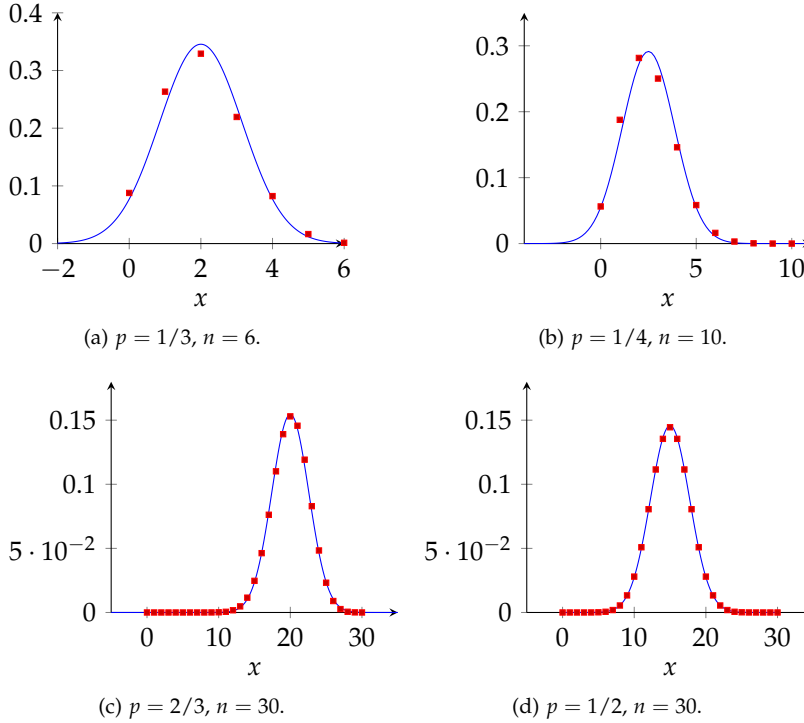 0.4
0.3
0.2
0.1
0
−2 0 2 4 6
x
(a) p = 1/3, n = 6.
0.3
0.2
0.1
0
0 5 10
x
(b) p = 1/4, n = 10.
0.15
0.1
5 · 10−2
0
0 10 20 30
x
(c) p = 2/3, n = 30.
0.15
0.1
5 · 10−2
0
0 10 20 30
x
(d) p = 1/2, n = 30.